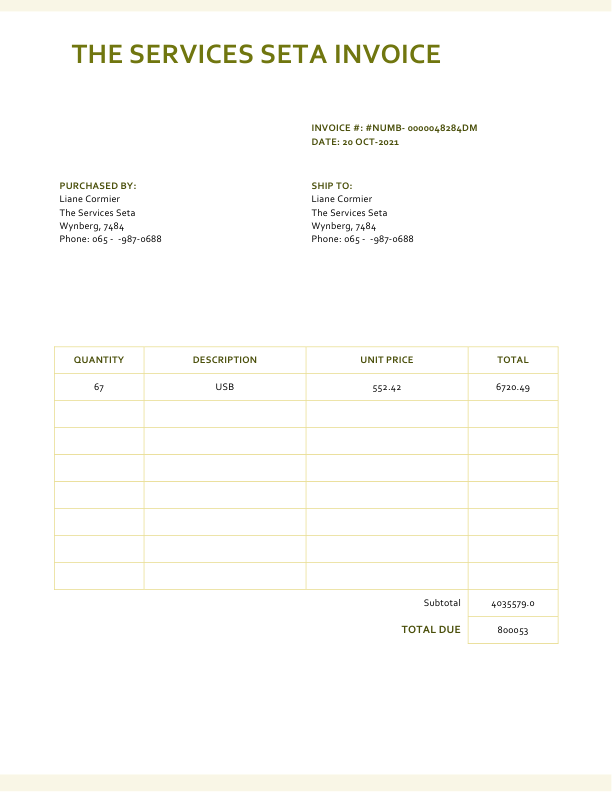 THE SERVICES SETA INVOICE
INVOICE #: #NUMB- 0000048284DM
DATE: 20 OCT-2021
PURCHASED BY:
Liane Cormier
The Services Seta
Wynberg, 7484
Phone: 065 -  -987-0688
SHIP TO:
Liane Cormier
The Services Seta
Wynberg, 7484
Phone: 065 -  -987-0688
QUANTITY DESCRIPTION UNIT PRICE TOTAL
67 USB 552.42 6720.49
Subtotal 4035579.0
TOTAL DUE 800053